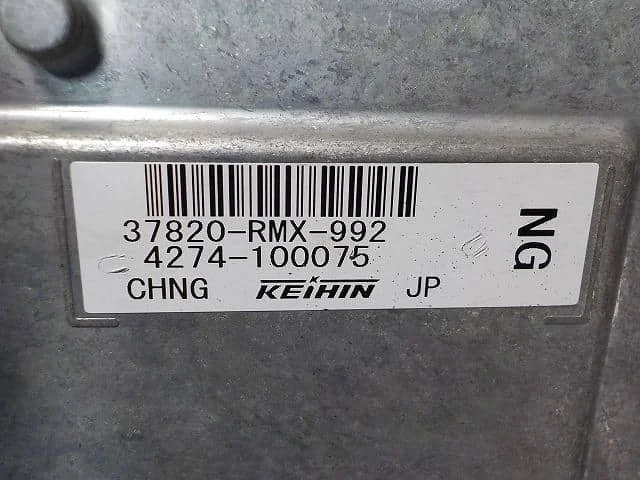 37820-RMX-992
4274-100075
CHNG KEIHIN JP
NG